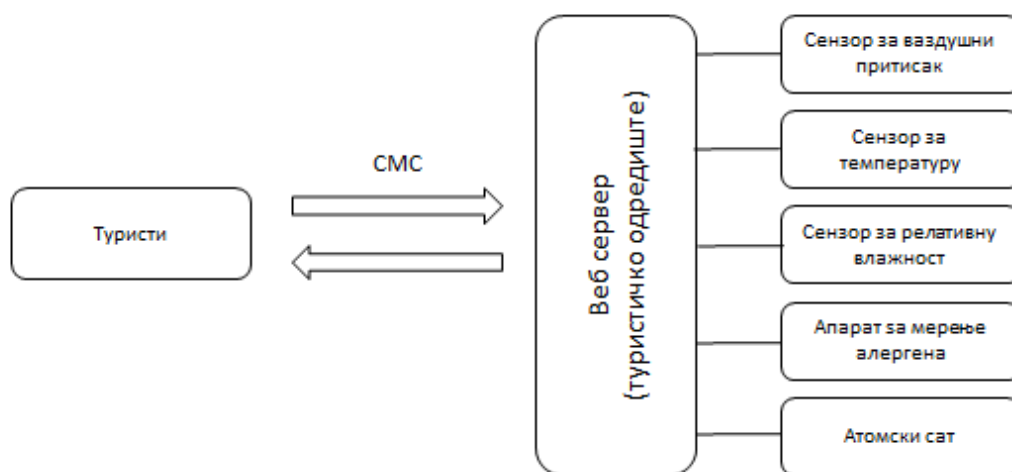 Туристи
СМС
Веб сервер
(туристичко одредиште)
Сензор за ваздушни
притисак
Сензор за
температуру
Сензор за релативну
влажност
Апарат sa мерење
алергена
Атомски сат